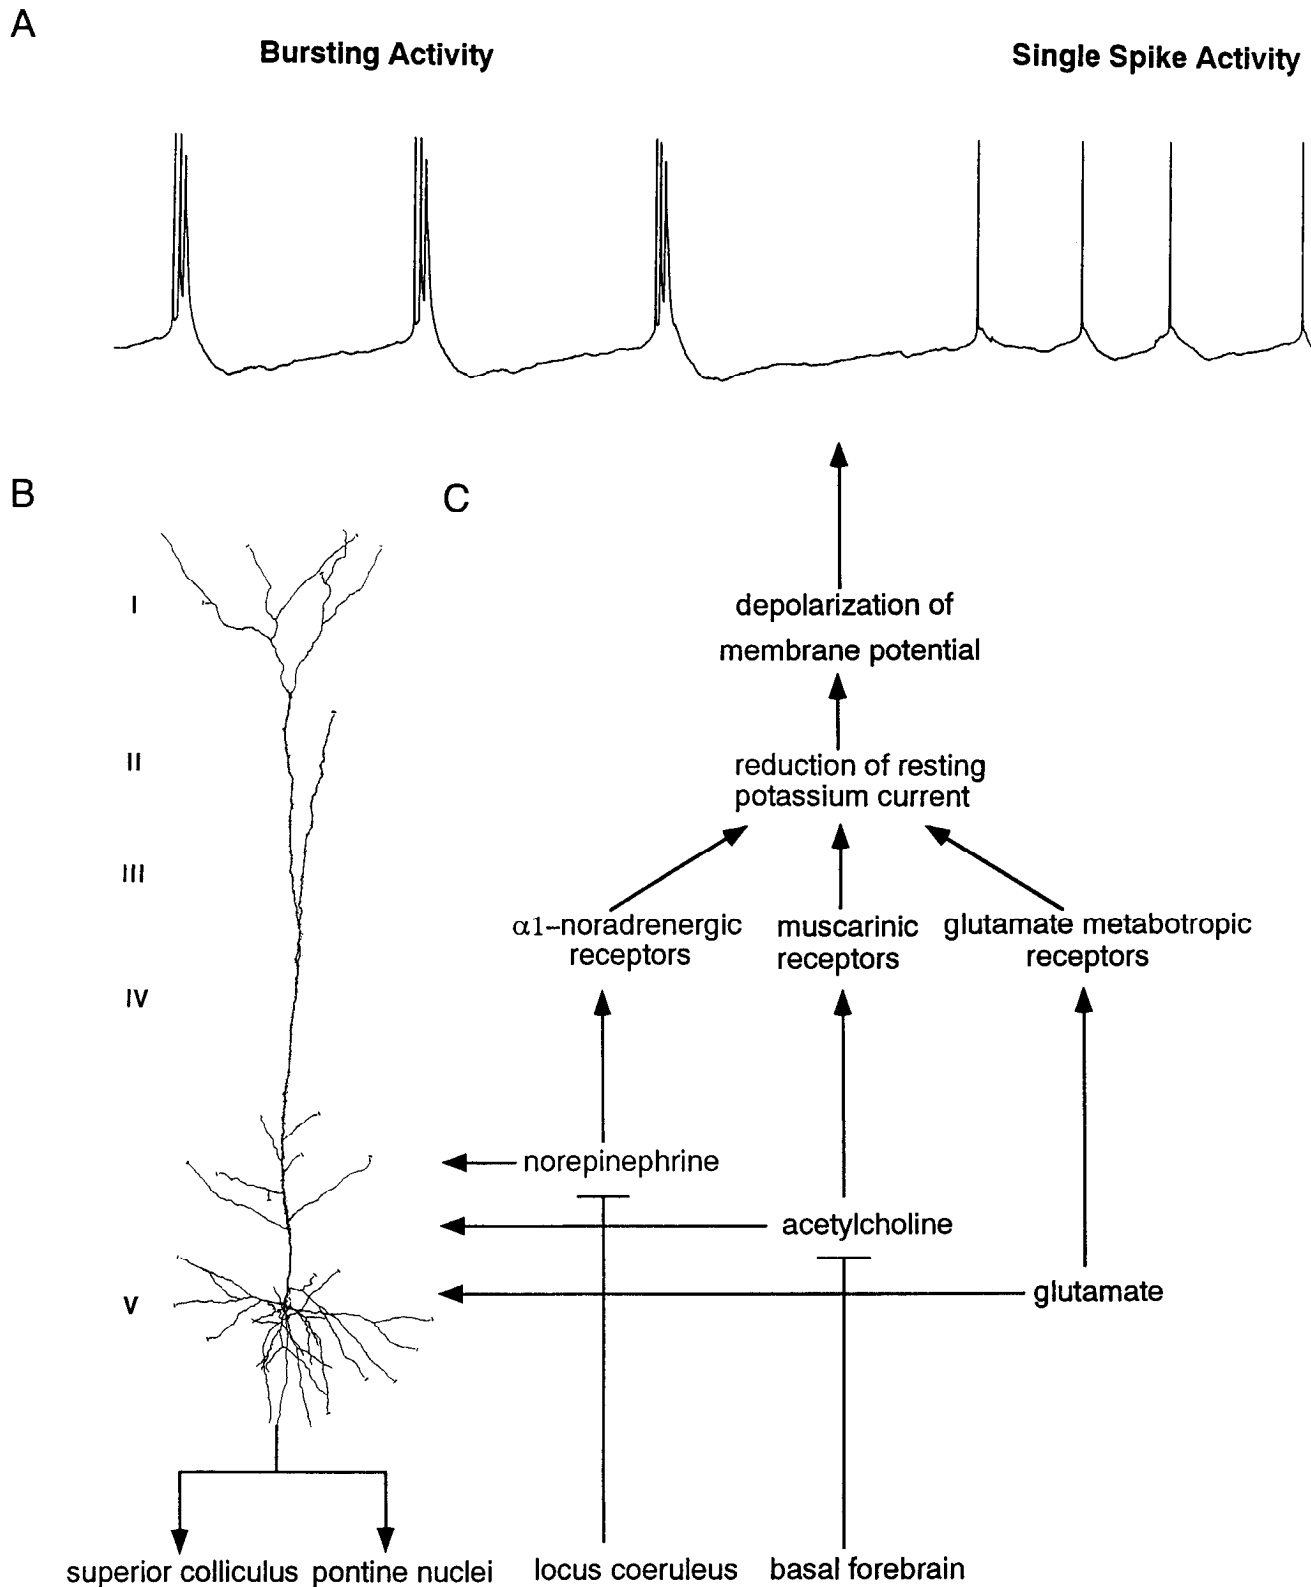 A
Bursting Activity
Single Spike Activity
B
C
I
II
III
IV
V
depolarization of
membrane potential
reduction of resting
potassium current
α1–noradrenergic
receptors
muscarinic
receptors
glutamate metabotropic
receptors
norepinephrine
acetylcholine
glutamate
superior colliculus
pontine nuclei
locus coeruleus
basal forebrain